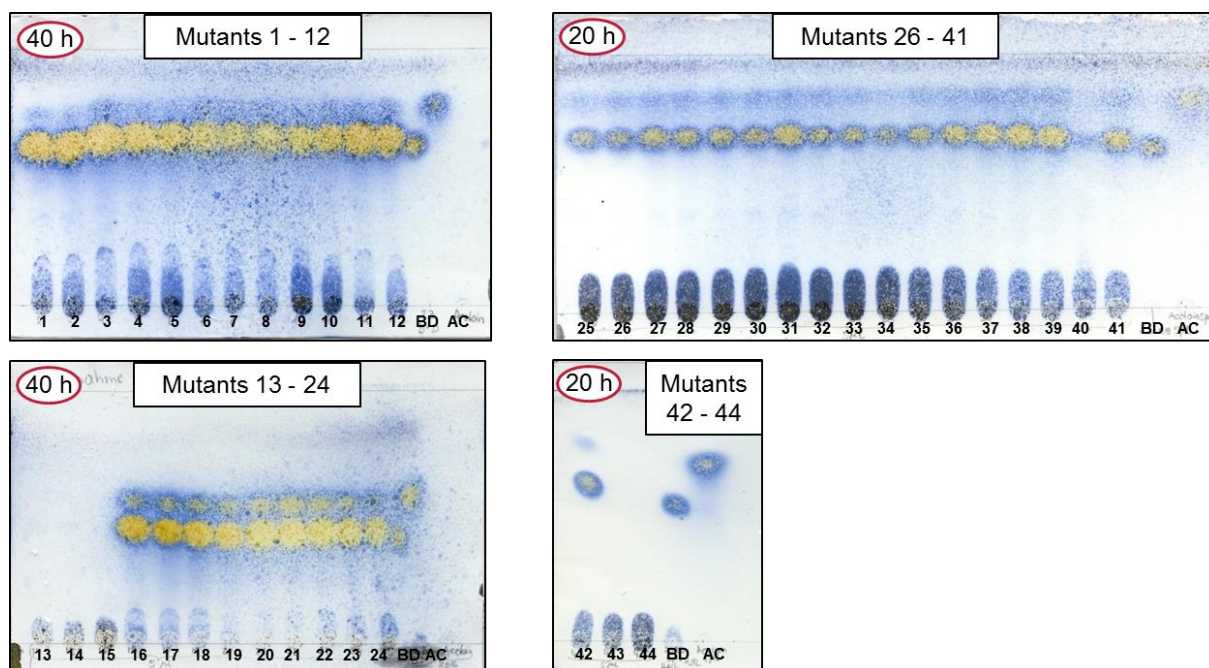 40 h
Mutants 1 - 12
1 2 3 4 5 6 7 8 9 10 11 12 BD AC
20 h
Mutants 26 - 41
25 26 27 28 29 30 31 32 33 34 35 36 37 38 39 40 41 BD AC
40 h
Mutants 13 - 24
13 14 15 16 17 18 19 20 21 22 23 24 BD AC
20 h
Mutants
42 - 44
42 43 44 BD AC